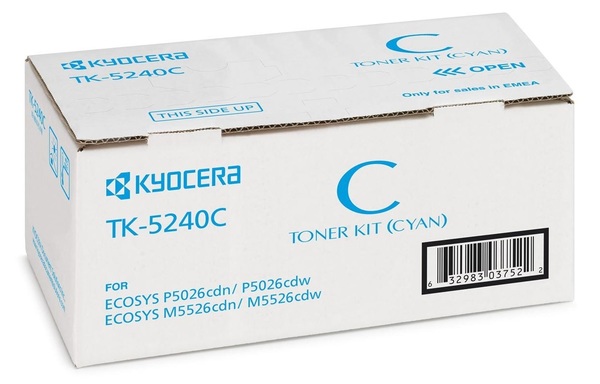 KYOCERA
TK-5240C
THIS SIDE UP
C
TONER KIT (CYAN)
<<< OPEN
Only for sales in EMEA
KYOCERA
TK-5240C
FOR
ECOSYS P5026cdn/ P5026cdw
ECOSYS M5526cdn/ M5526cdw
C
TONER KIT (CYAN)
6 32983 03752 2